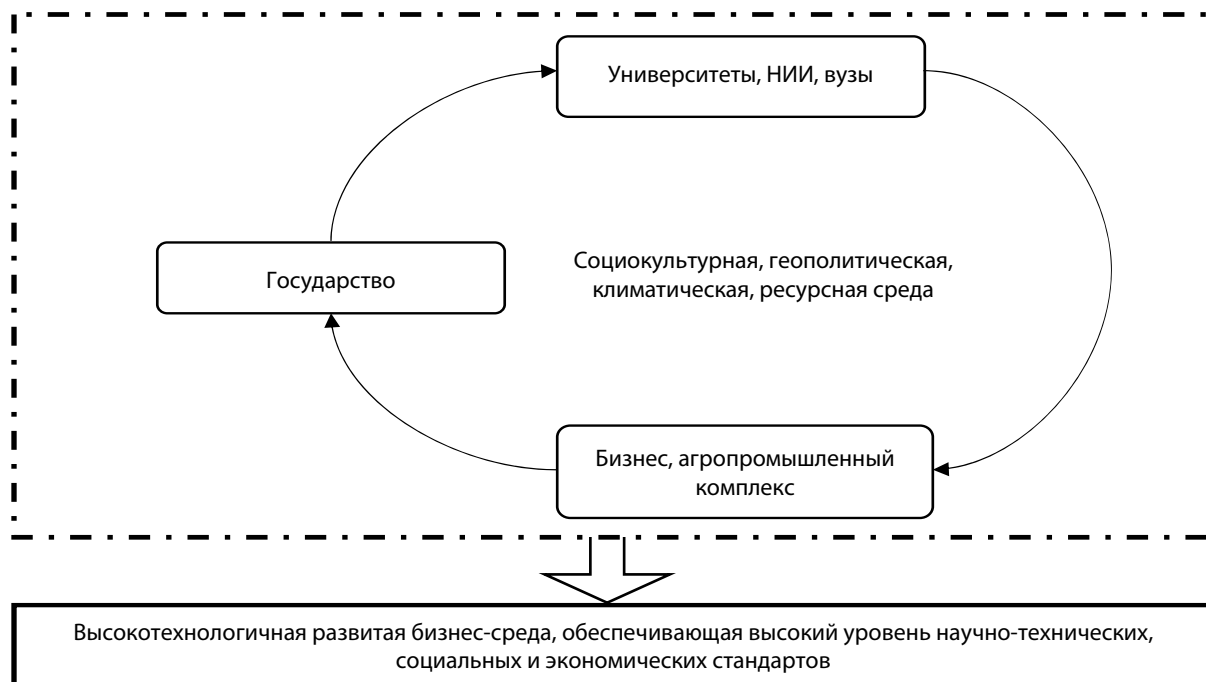 Университеты, НИИ, вузы
Государство
Социокультурная, геополитическая,
климатическая, ресурсная среда
Бизнес, агропромышленный
комплекс
Высокотехнологичная развитая бизнес-среда, обеспечивающая высокий уровень научно-технических,
социальных и экономических стандартов